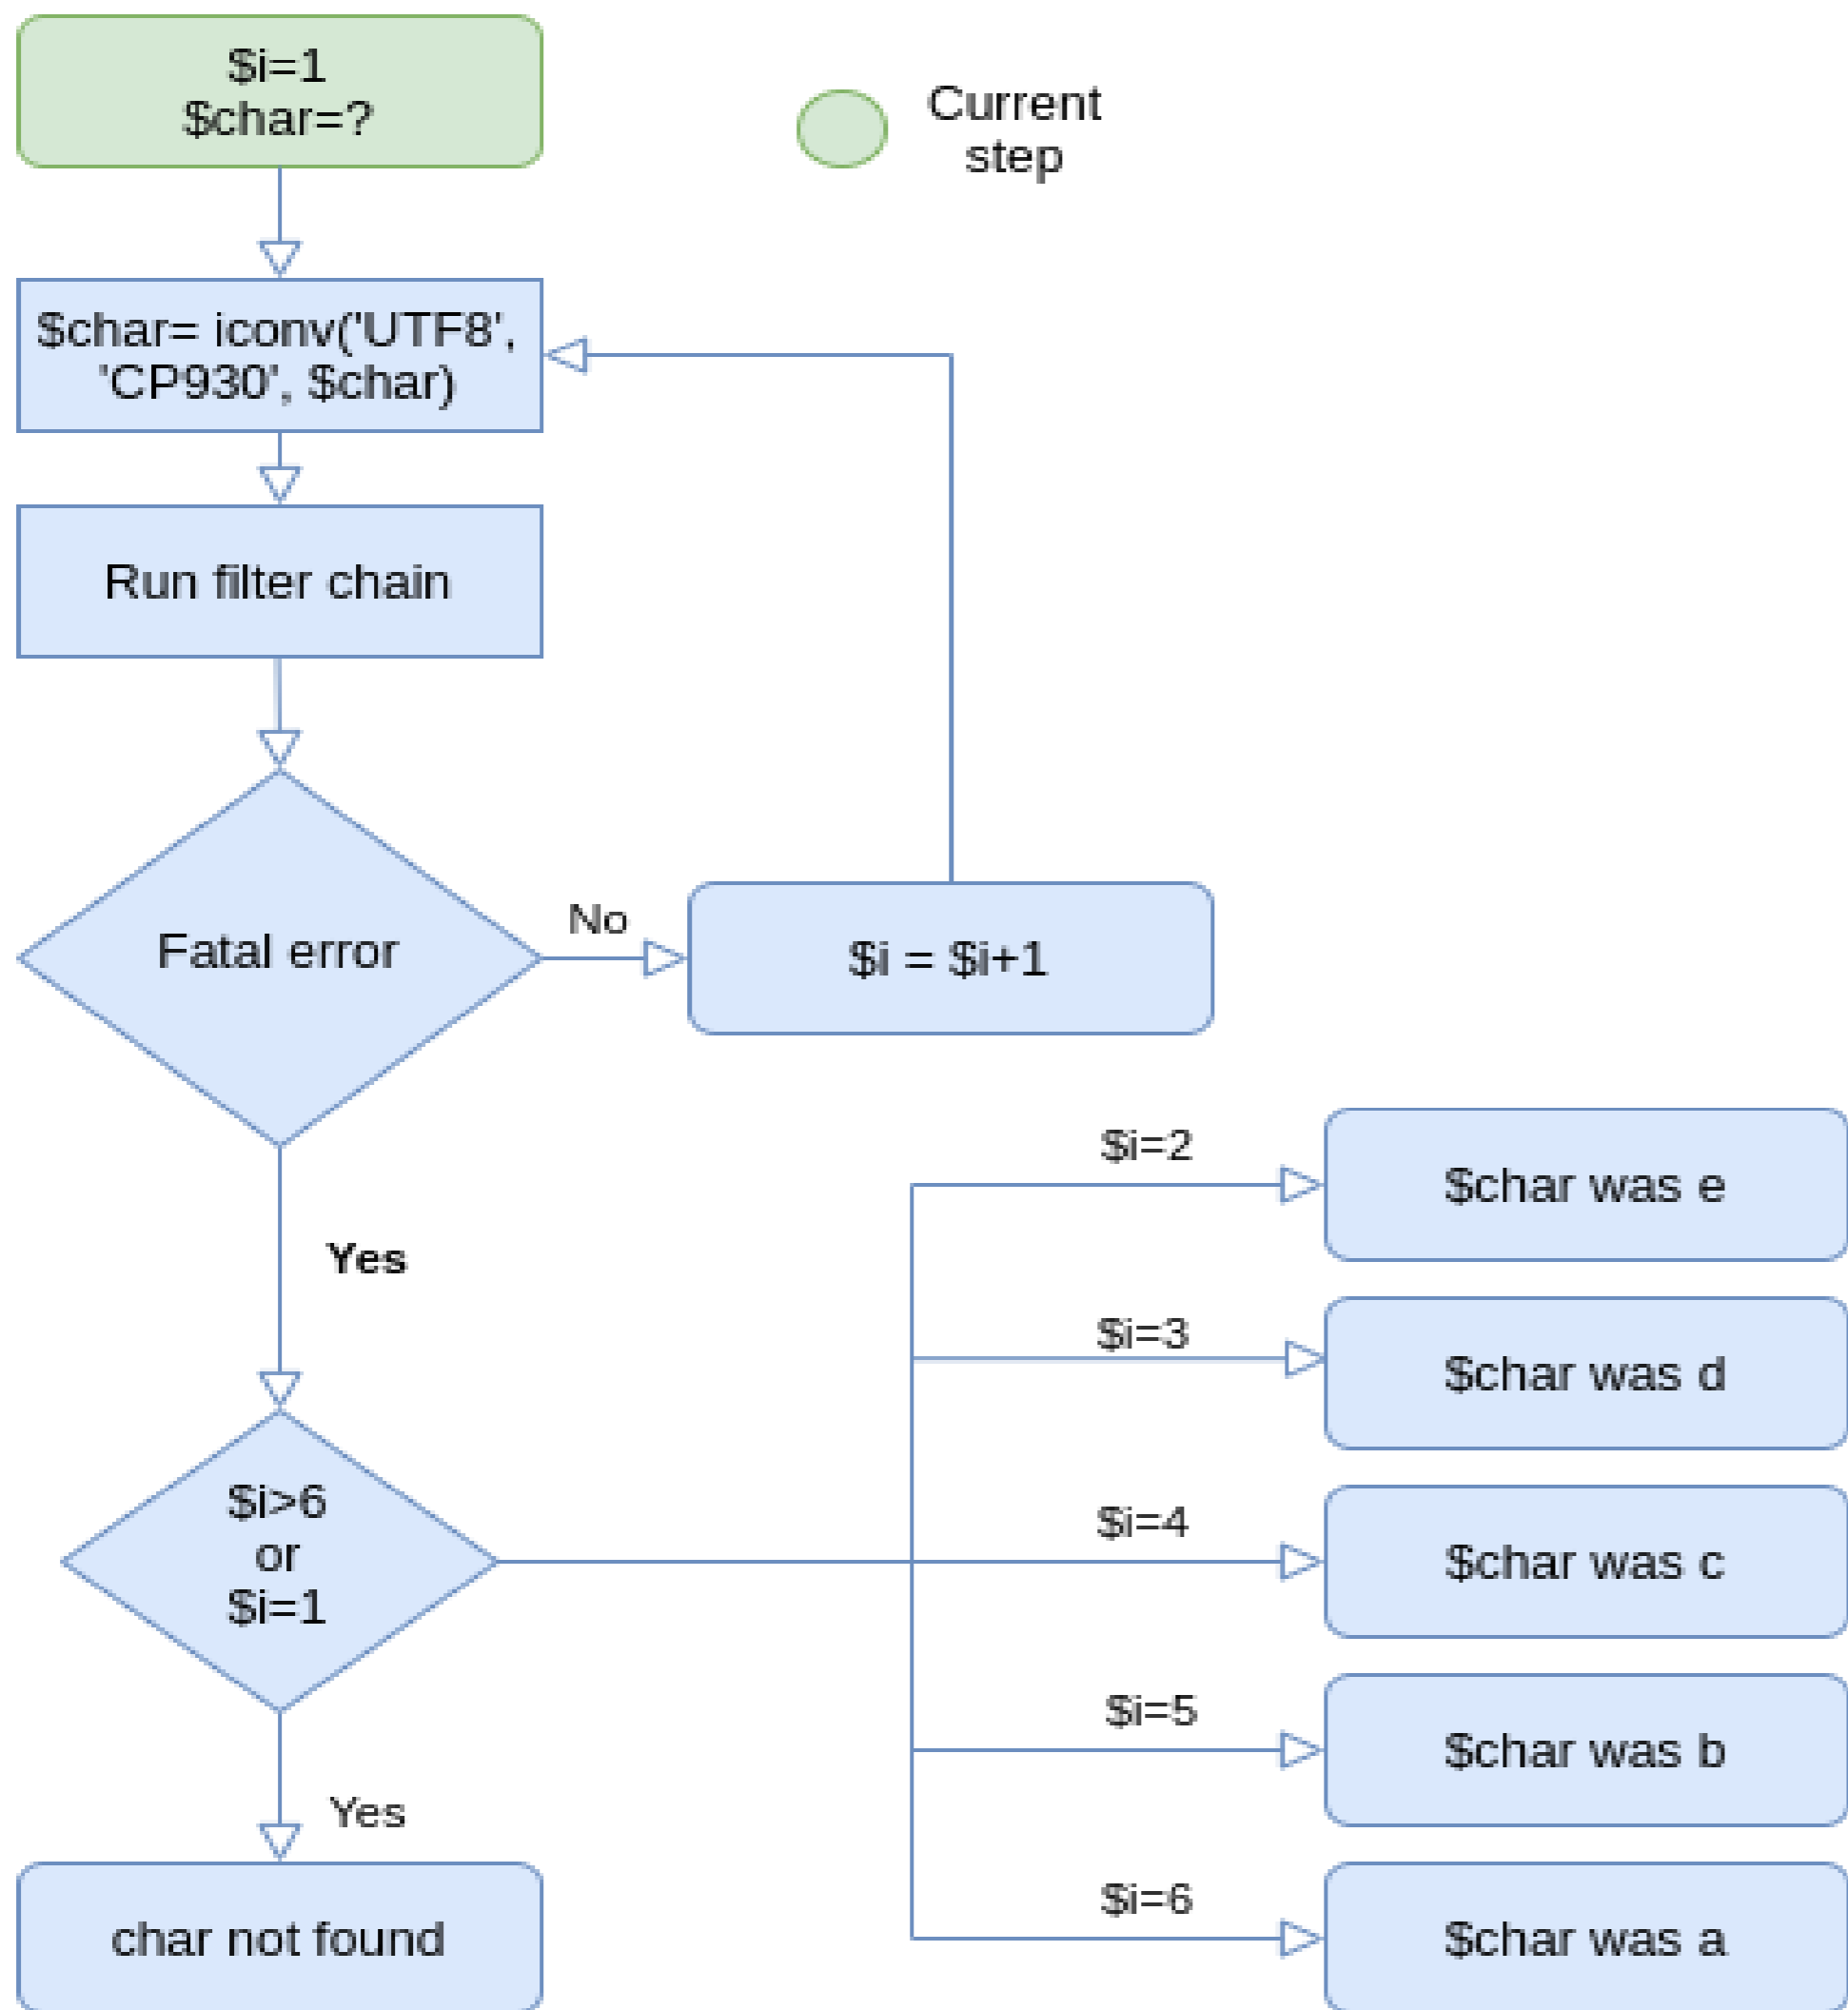 $i=1
$char=?
Current
step
$char= iconv('UTF8',
'CP930', $char)
Run filter chain
Fatal error
No
$i = $i+1
Yes
$i=2
$char was e
$i=3
$char was d
$i>6
or
$i=1
$i=4
$char was c
$i=5
$char was b
Yes
$i=6
$char was a
char not found